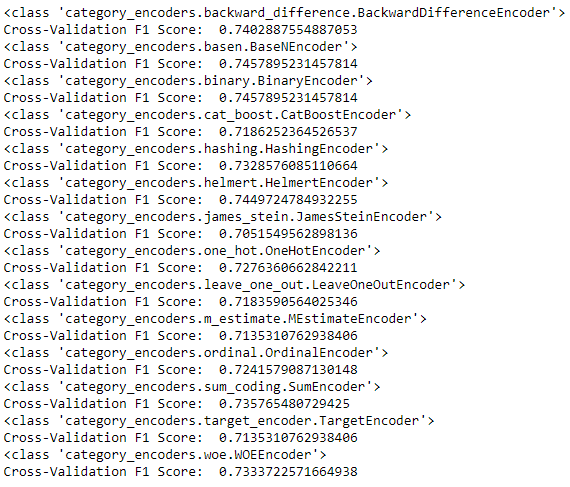 <class 'category_encoders.backward_difference.BackwardDifferenceEncoder'>
Cross-Validation F1 Score:  0.7402887554887053
<class 'category_encoders.basen.BaseNEncoder'>
Cross-Validation F1 Score:  0.7457895231457814
<class 'category_encoders.binary.BinaryEncoder'>
Cross-Validation F1 Score:  0.7457895231457814
<class 'category_encoders.cat_boost.CatBoostEncoder'>
Cross-Validation F1 Score:  0.7186252364526537
<class 'category_encoders.hashing.HashingEncoder'>
Cross-Validation F1 Score:  0.7328576085110664
<class 'category_encoders.helmert.HelmertEncoder'>
Cross-Validation F1 Score:  0.7449724784932255
<class 'category_encoders.james_stein.JamesSteinEncoder'>
Cross-Validation F1 Score:  0.7051549562898136
<class 'category_encoders.one_hot.OneHotEncoder'>
Cross-Validation F1 Score:  0.7276360662842211
<class 'category_encoders.leave_one_out.LeaveOneOutEncoder'>
Cross-Validation F1 Score:  0.7183590564025346
<class 'category_encoders.m_estimate.MEstimateEncoder'>
Cross-Validation F1 Score:  0.7135310762938406
<class 'category_encoders.ordinal.OrdinalEncoder'>
Cross-Validation F1 Score:  0.7241579087130148
<class 'category_encoders.sum_coding.SumEncoder'>
Cross-Validation F1 Score:  0.735765480729425
<class 'category_encoders.target_encoder.TargetEncoder'>
Cross-Validation F1 Score:  0.7135310762938406
<class 'category_encoders.woe.WOEEncoder'>
Cross-Validation F1 Score:  0.7333722571664938